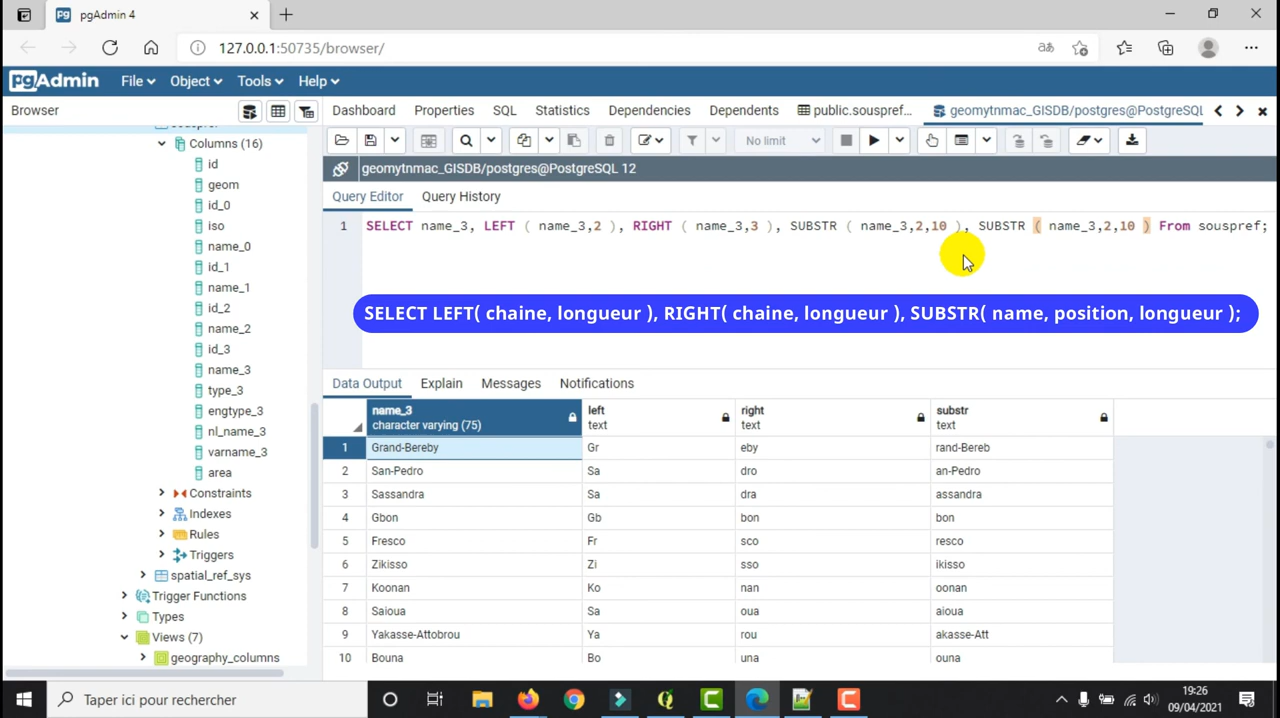 pgAdmin 4
127.0.0.1:50735/browser/
pgAdmin File Object Tools Help
Browser
Dashboard Properties SQL Statistics Dependencies Dependents public.souspref... geomytnmac_GISDB/postgres@PostgreSQL
No limit
geomytnmac_GISDB/postgres@PostgreSQL 12
Query Editor Query History
1 SELECT name_3, LEFT ( name_3,2 ), RIGHT ( name_3,3 ), SUBSTR ( name_3,2,10 ), SUBSTR ( name_3,2,10 ) From souspref;
SELECT LEFT( chaine, longueur ), RIGHT( chaine, longueur ), SUBSTR( name, position, longueur );
Columns (16)
id
geom
id_0
iso
name_0
id_1
name_1
id_2
name_2
id_3
name_3
type_3
engtype_3
nl_name_3
varname_3
area
Constraints
Indexes
Rules
Triggers
spatial_ref_sys
Trigger Functions
Types
Views (7)
geography_columns
Data Output Explain Messages Notifications
name_3 left right substr
character varying (75) text text text
1 Grand-Bereby Gr eby rand-Bereb
2 San-Pedro Sa dro an-Pedro
3 Sassandra Sa dra assandra
4 Gbon Gb bon bon
5 Fresco Fr sco resco
6 Zikisso Zi sso ikisso
7 Koonan Ko nan oonan
8 Saioua Sa oua aioua
9 Yakasse-Attobrou Ya rou akasse-Att
10 Bouna Bo una ouna
Taper ici pour rechercher
19:26
09/04/2021